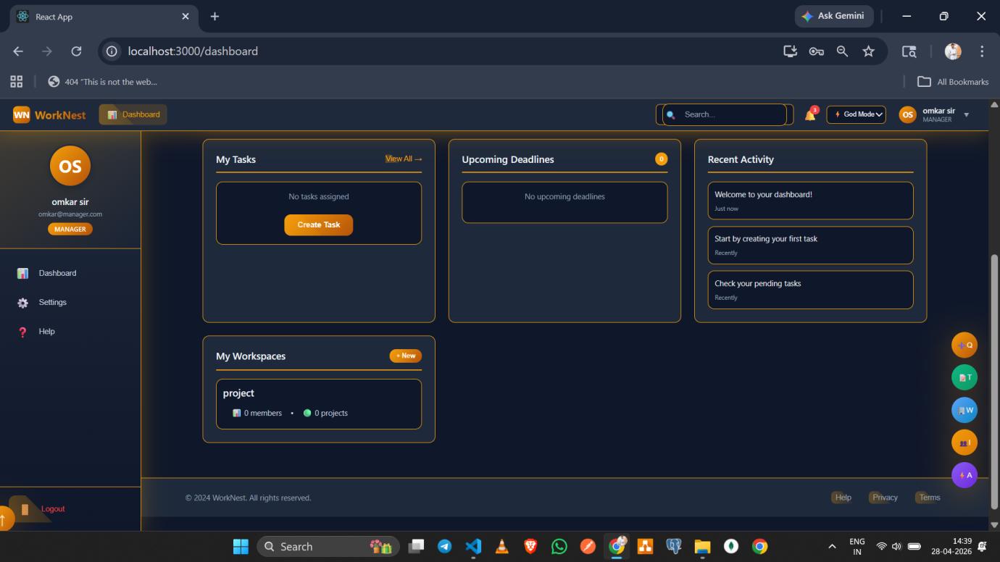 React App
Ask Gemini
localhost:3000/dashboard
404 "This is not the web...
All Bookmarks
WN WorkNest
Dashboard
Search...
3
God Mode
OS
omkar sir
MANAGER
OS
omkar sir
omkar@manager.com
MANAGER
Dashboard
Settings
Help
Logout
My Tasks
View All →
No tasks assigned
Create Task
Upcoming Deadlines
0
No upcoming deadlines
Recent Activity
Welcome to your dashboard!
Just now
Start by creating your first task
Recently
Check your pending tasks
Recently
My Workspaces
+ New
project
0 members • 0 projects
Q
T
W
I
A
© 2024 WorkNest. All rights reserved.
Help
Privacy
Terms
Search
ENG
IN
14:39
28-04-2026